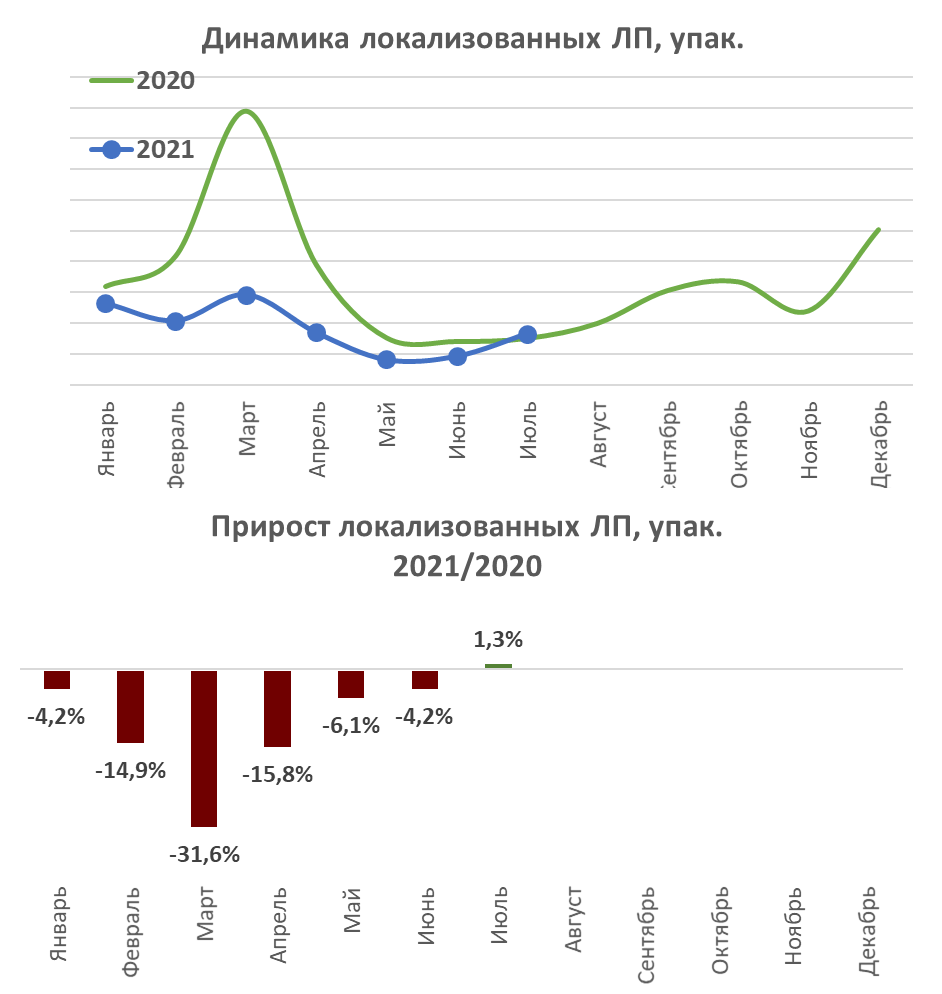 Динамика локализованных ЛП, упак.
2020
2021
Январь
Февраль
Март
Апрель
Май
Июнь
Июль
Август
Сентябрь
Октябрь
Ноябрь
Декабрь
Прирост локализованных ЛП, упак.
2021/2020
1,3%
-4,2%
-14,9%
-31,6%
-15,8%
-6,1%
-4,2%
Январь
Февраль
Март
Апрель
Май
Июнь
Июль
Август
Сентябрь
Октябрь
Ноябрь
Декабрь